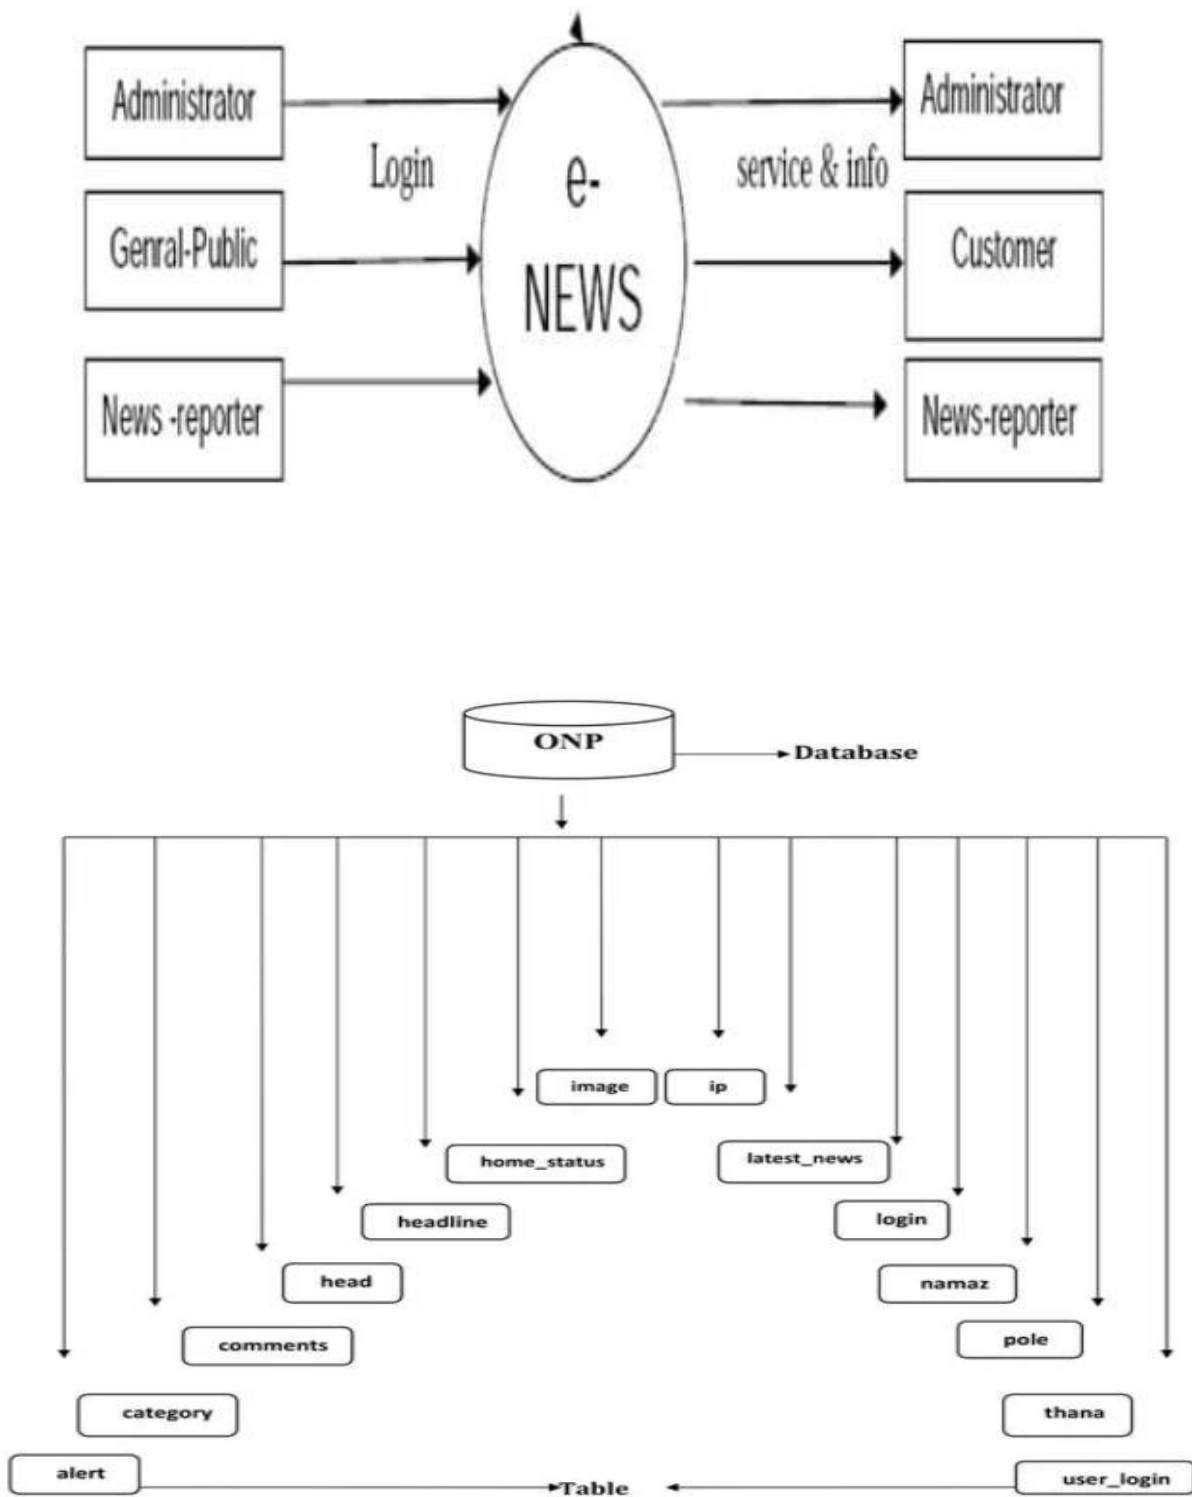 Administrator
Administrator
Login
e-
service & info
Genral-Public
Customer
NEWS
News -reporter
News-reporter
ONP
Database
image
ip
home_status
latest_news
headline
login
head
namaz
comments
pole
category
thana
alert
Table
user_login